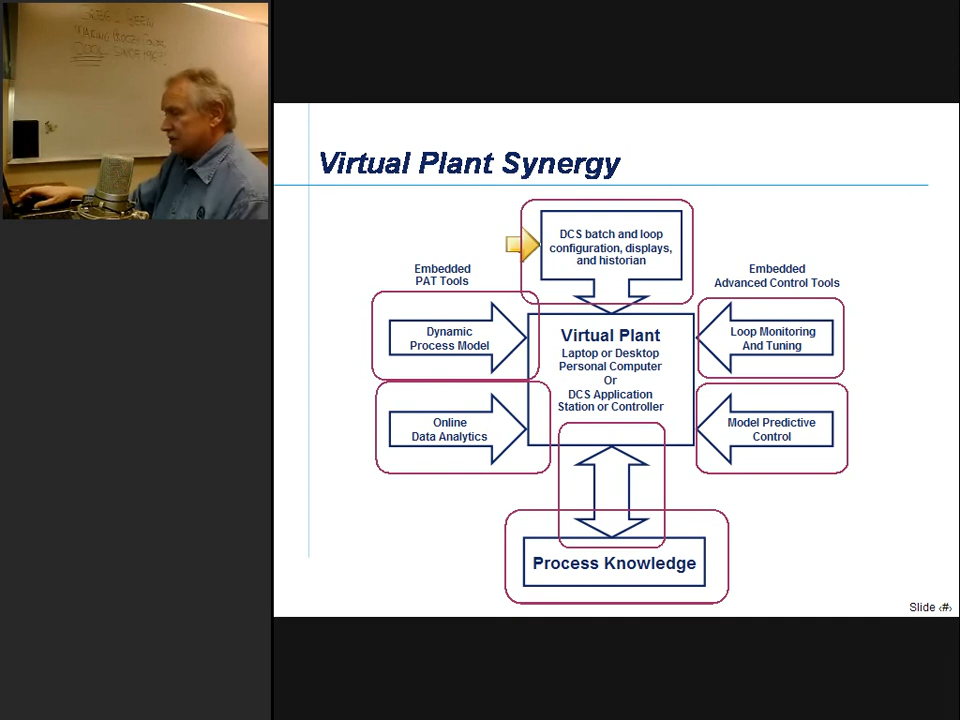 Virtual Plant Synergy
DCS batch and loop
configuration, displays,
and historian
Embedded
PAT Tools
Embedded
Advanced Control Tools
Dynamic
Process Model
Virtual Plant
Laptop or Desktop
Personal Computer
Or
DCS Application
Station or Controller
Loop Monitoring
And Tuning
Online
Data Analytics
Model Predictive
Control
Process Knowledge
Slide ‹#›